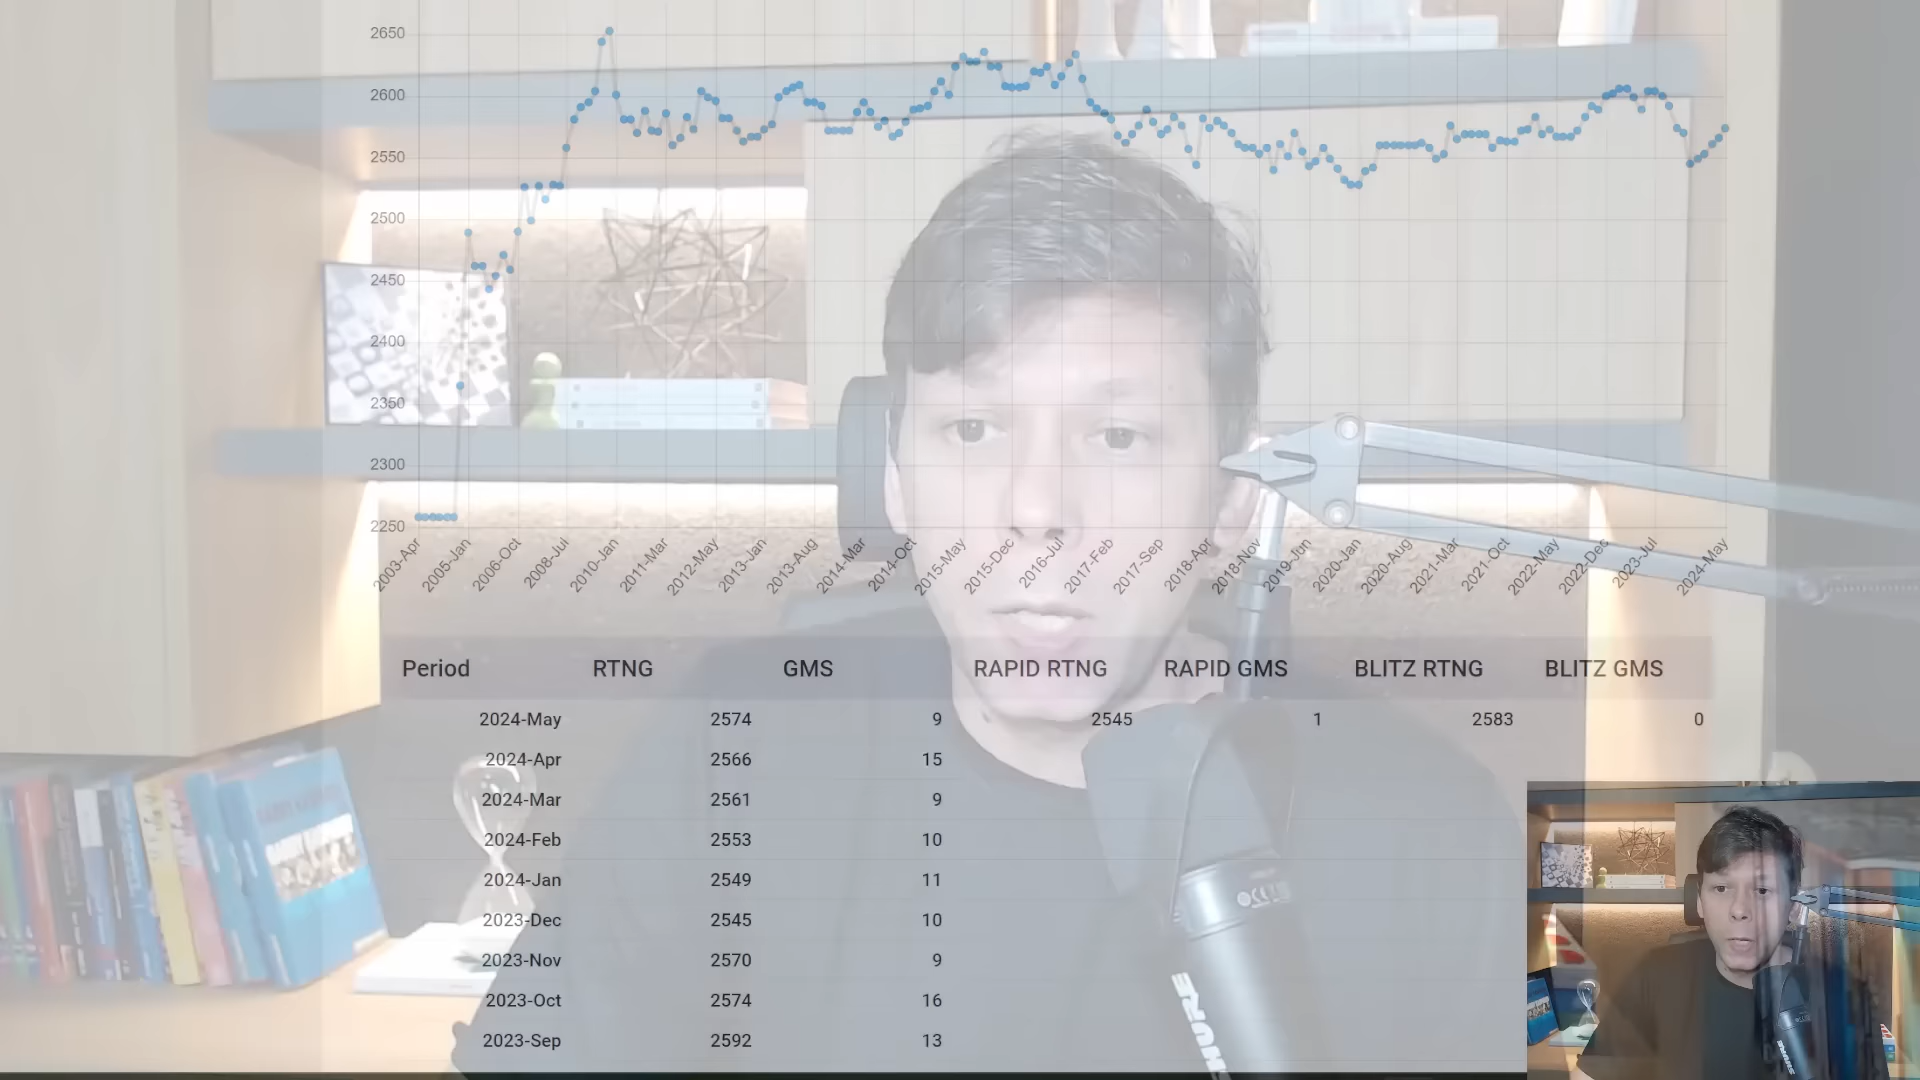 2650
2600
2550
2500
2450
2400
2350
2300
2250
2003-Apr 2005-Jan 2006-Oct 2008-Jul 2010-Jan 2011-Mar 2012-May 2013-Jan 2013-Aug 2014-Mar 2014-Oct 2015-May 2015-Dec 2016-Jul 2017-Feb 2017-Sep 2018-Apr 2018-Nov 2019-Jun 2020-Jan 2020-Aug 2021-Mar 2021-Oct 2022-May 2022-Dec 2023-Jul 2024-May
Period RTNG GMS RAPID RTNG RAPID GMS BLITZ RTNG BLITZ GMS
2024-May 2574 9 2545 1 2583 0
2024-Apr 2566 15
2024-Mar 2561 9
2024-Feb 2553 10
2024-Jan 2549 11
2023-Dec 2545 10
2023-Nov 2570 9
2023-Oct 2574 16
2023-Sep 2592 13
SHURE
SHURE